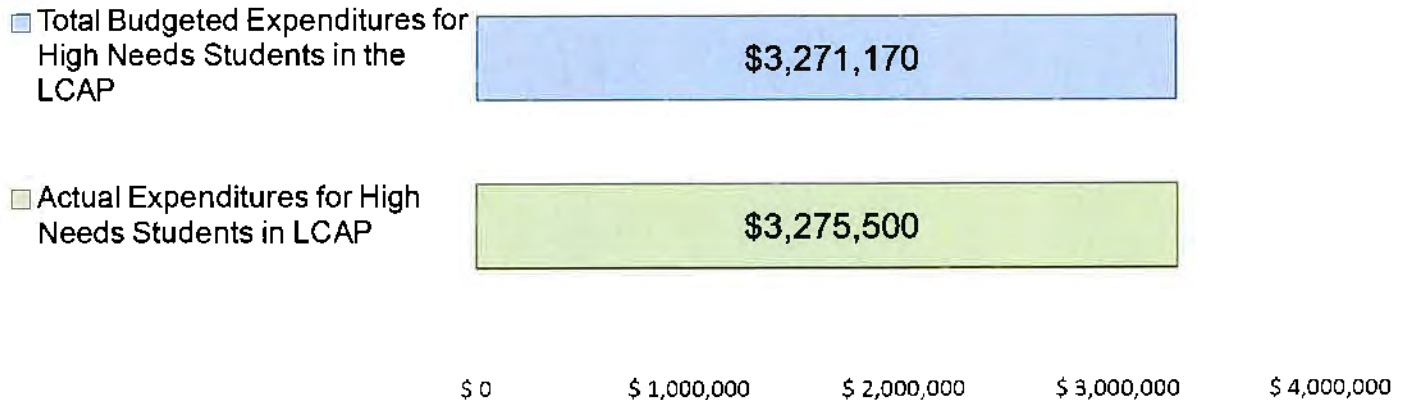 Total Budgeted Expenditures for
High Needs Students in the
LCAP
$3,271,170
Actual Expenditures for High
Needs Students in LCAP
$3,275,500
$ 0 $ 1,000,000 $ 2,000,000 $ 3,000,000 $ 4,000,000